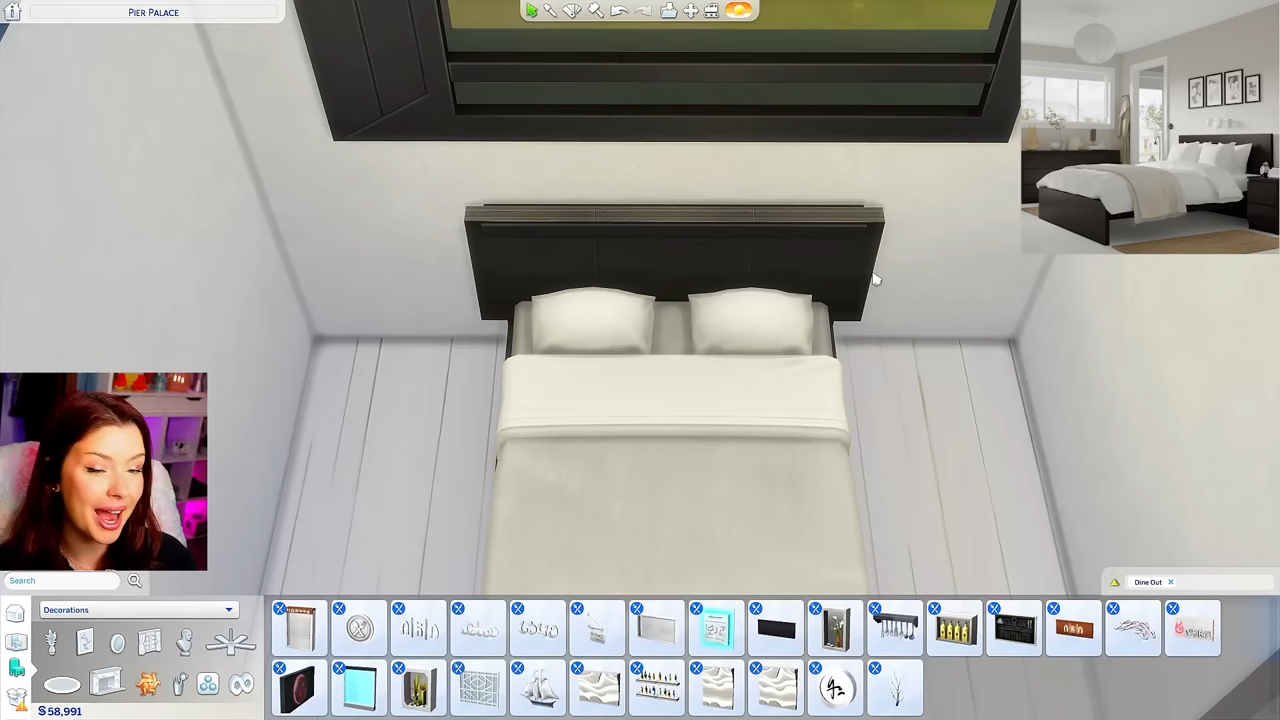 PIER PALACE
Search
Dine Out
Decorations
§58,991